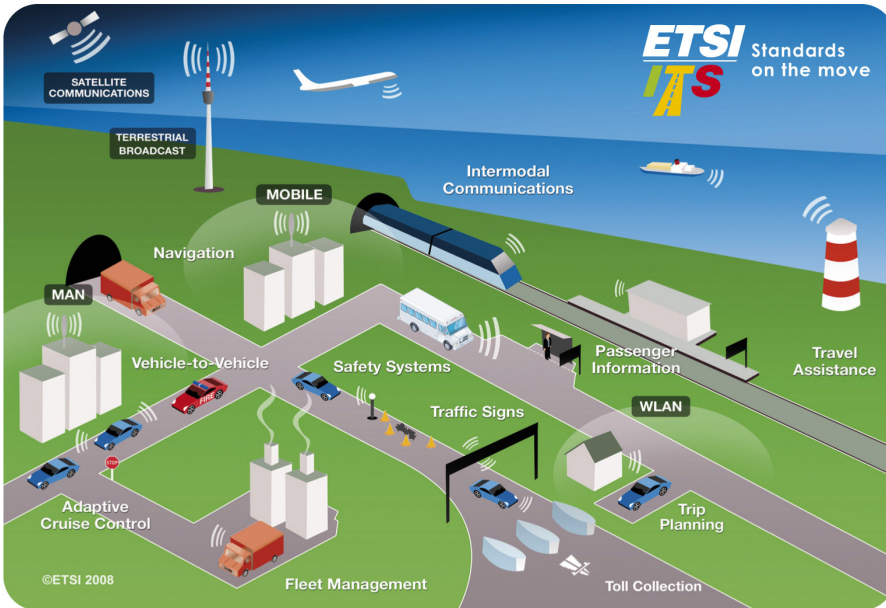 ETSI
ITS
Standards
on the move
SATELLITE
COMMUNICATIONS
TERRESTRIAL
BROADCAST
Intermodal
Communications
MOBILE
Navigation
MAN
Vehicle-to-Vehicle
Safety Systems
Passenger
Information
Travel
Assistance
FIRE
Traffic Signs
WLAN
STOP
Adaptive
Cruise Control
Trip
Planning
©ETSI 2008
Fleet Management
Toll Collection